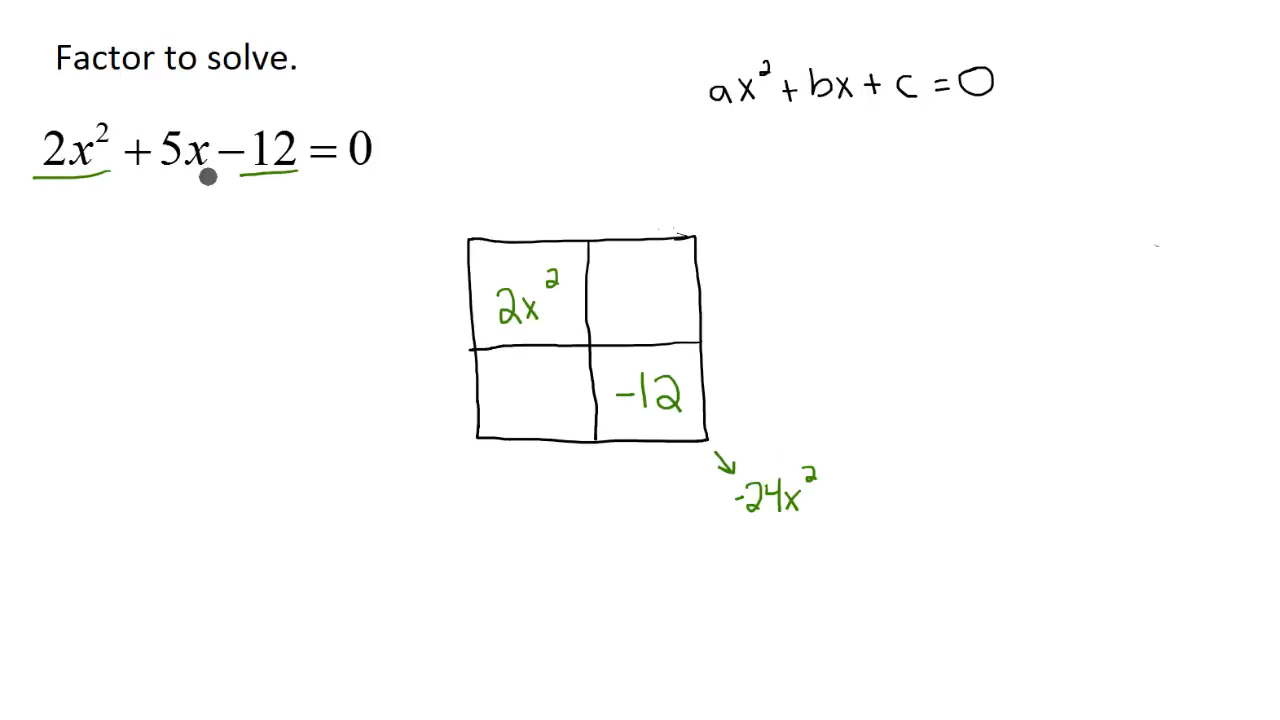 Factor to solve.
ax² + bx + c = 0
2x² + 5x − 12 = 0
2x²
-12
-24x²